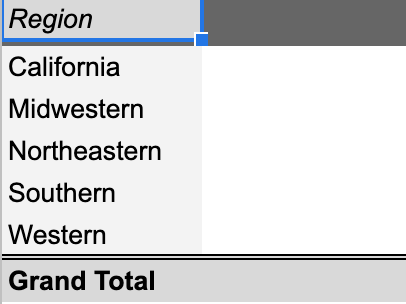 Region
California
Midwestern
Northeastern
Southern
Western
Grand Total